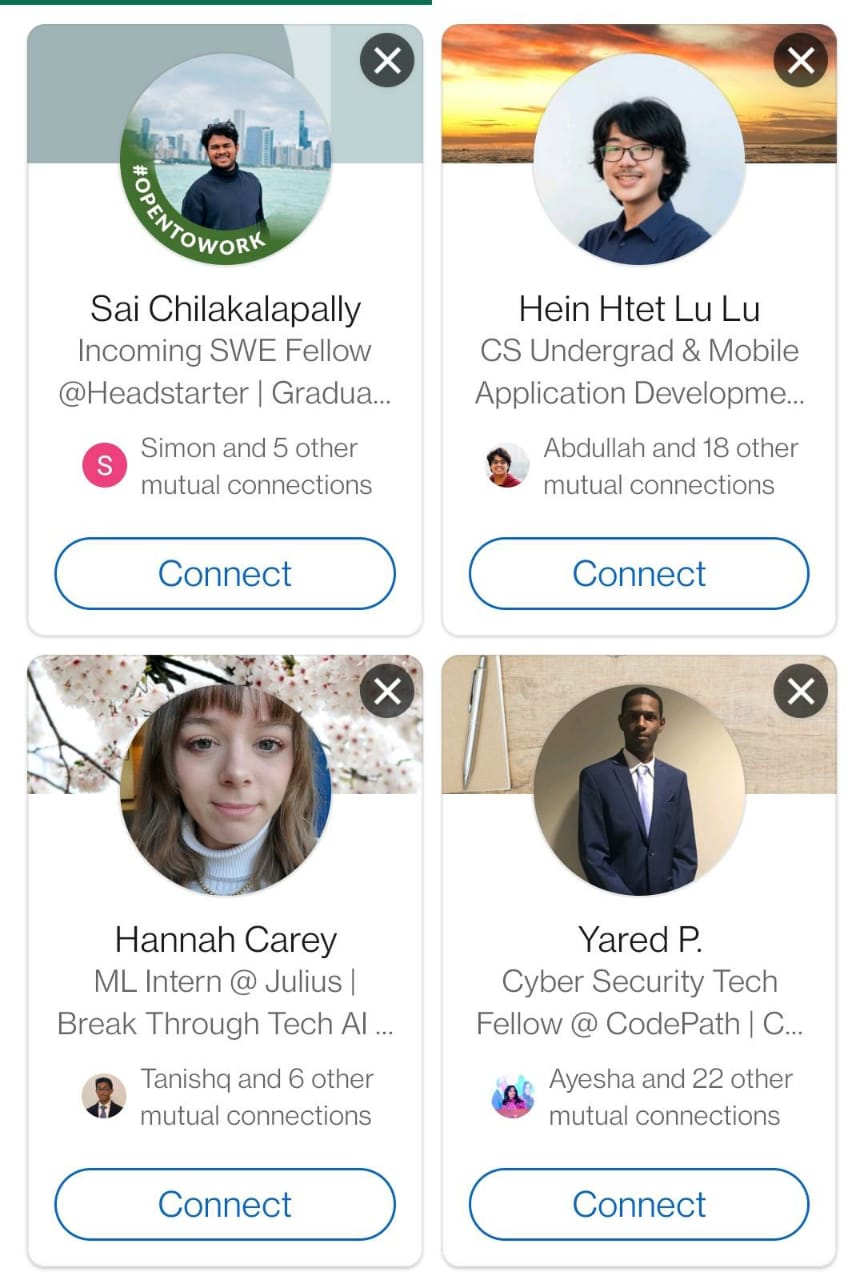 #OPENTOWORK
Sai Chilakalapally
Incoming SWE Fellow
@Headstarter | Gradua...
S
Simon and 5 other
mutual connections
Connect
Hein Htet Lu Lu
CS Undergrad & Mobile
Application Developme...
Abdullah and 18 other
mutual connections
Connect
Hannah Carey
ML Intern @ Julius |
Break Through Tech AI ...
Tanishq and 6 other
mutual connections
Connect
Yared P.
Cyber Security Tech
Fellow @ CodePath | C...
Ayesha and 22 other
mutual connections
Connect